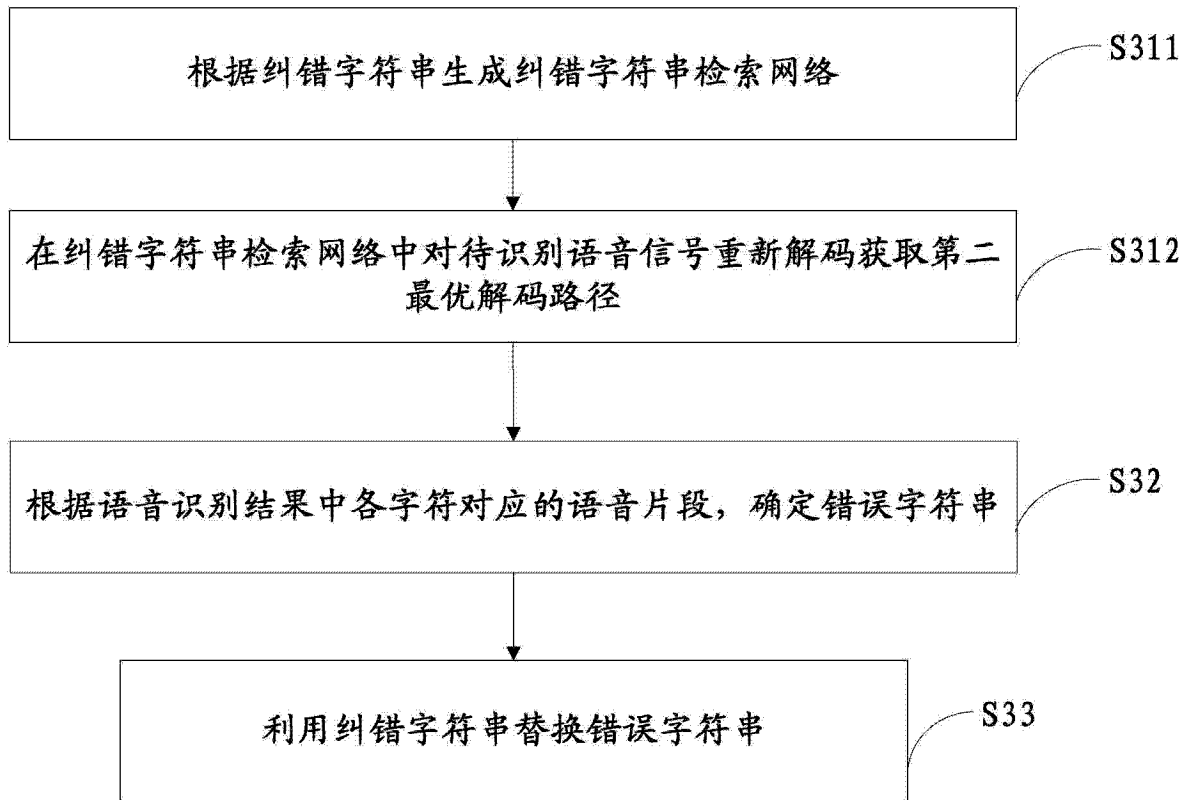 根据纠错字符串生成纠错字符串检索网络
S311
在纠错字符串检索网络中对待识别语音信号重新解码获取第二
最优解码路径
S312
根据语音识别结果中各字符对应的语音片段，确定错误字符串
S32
利用纠错字符串替换错误字符串
S33